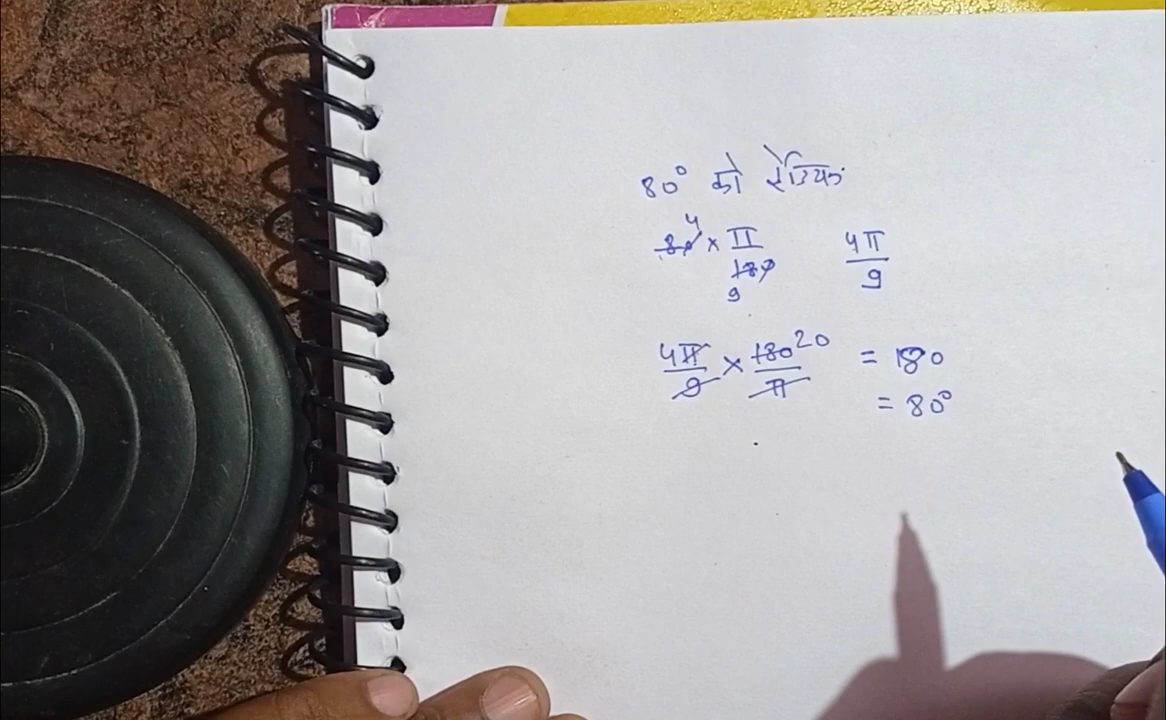 80° को रेडियन
80 4 × π/180 9 4π/9
4π/9 × 180 20/π = 180
= 80°